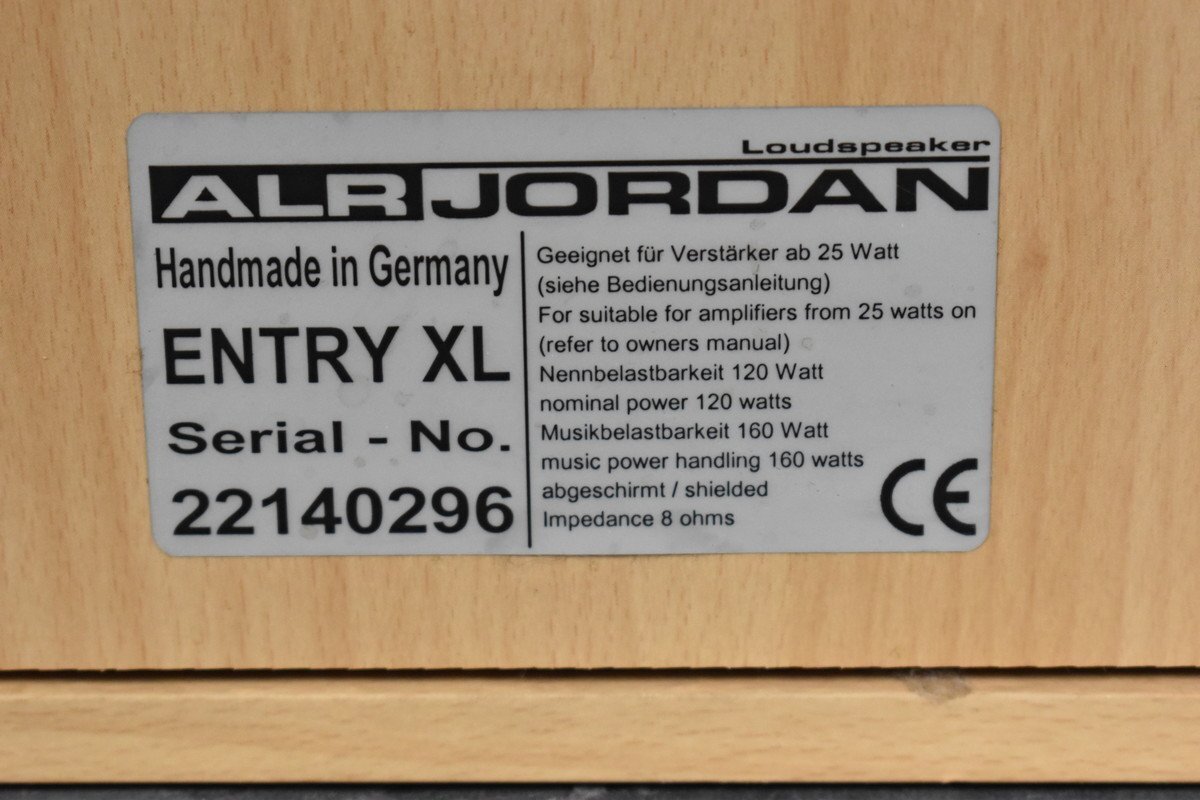 Loudspeaker
ALR JORDAN
Handmade in Germany
ENTRY XL
Serial - No.
22140296
Geeignet für Verstärker ab 25 Watt
(siehe Bedienungsanleitung)
For suitable for amplifiers from 25 watts on
(refer to owners manual)
Nennbelastbarkeit 120 Watt
nominal power 120 watts
Musikbelastbarkeit 160 Watt
music power handling 160 watts
abgeschirmt / shielded
Impedance 8 ohms
CE